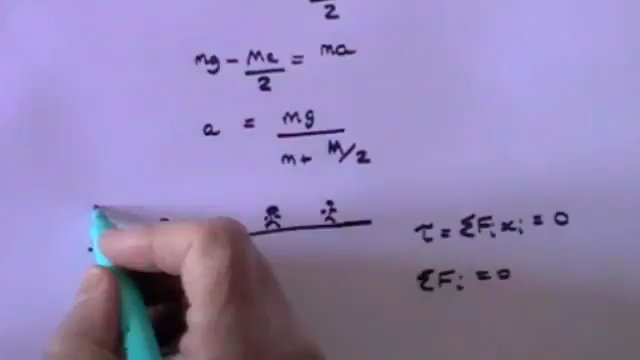 2
mg - Ma/2 = ma
a = mg / m + M/2
τ = ΣFixi = 0
ΣFi = 0